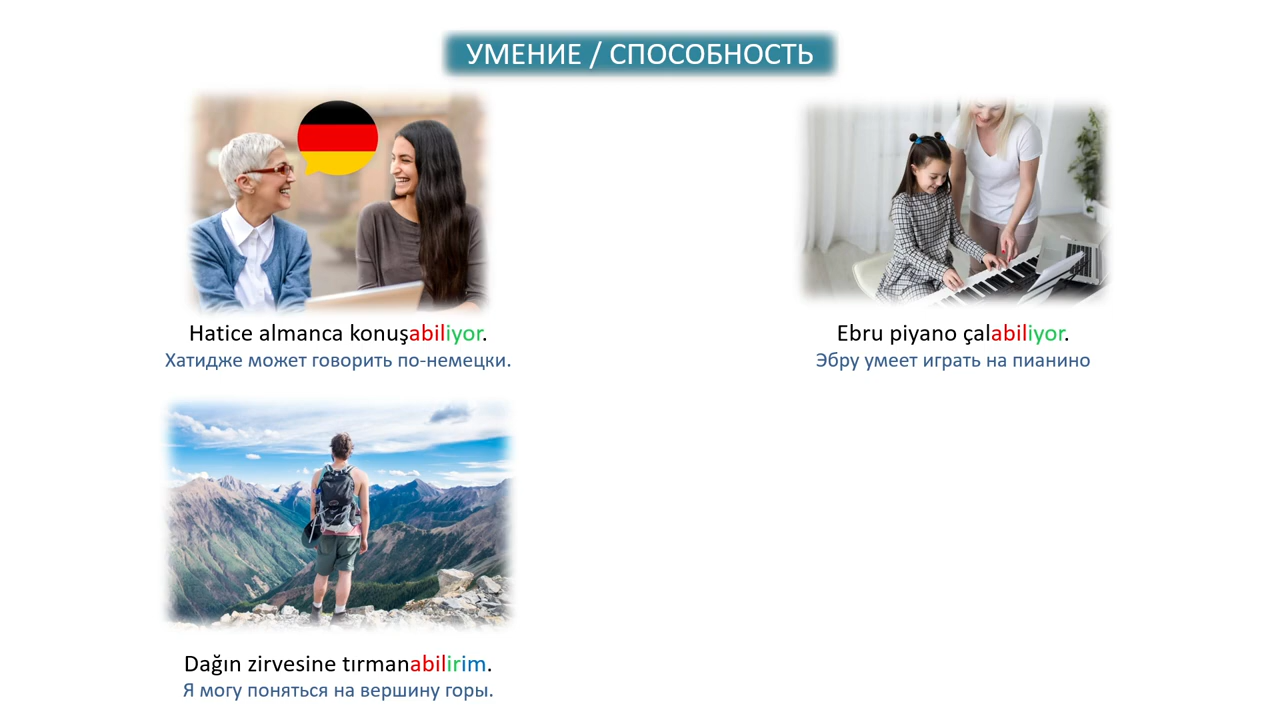 УМЕНИЕ / СПОСОБНОСТЬ
Hatice almanca konuşabiliyor.
Хатидже может говорить по-немецки.
Ebru piyano çalabiliyor.
Эбру умеет играть на пианино
Dağın zirvesine tırmanabilirim.
Я могу поняться на вершину горы.